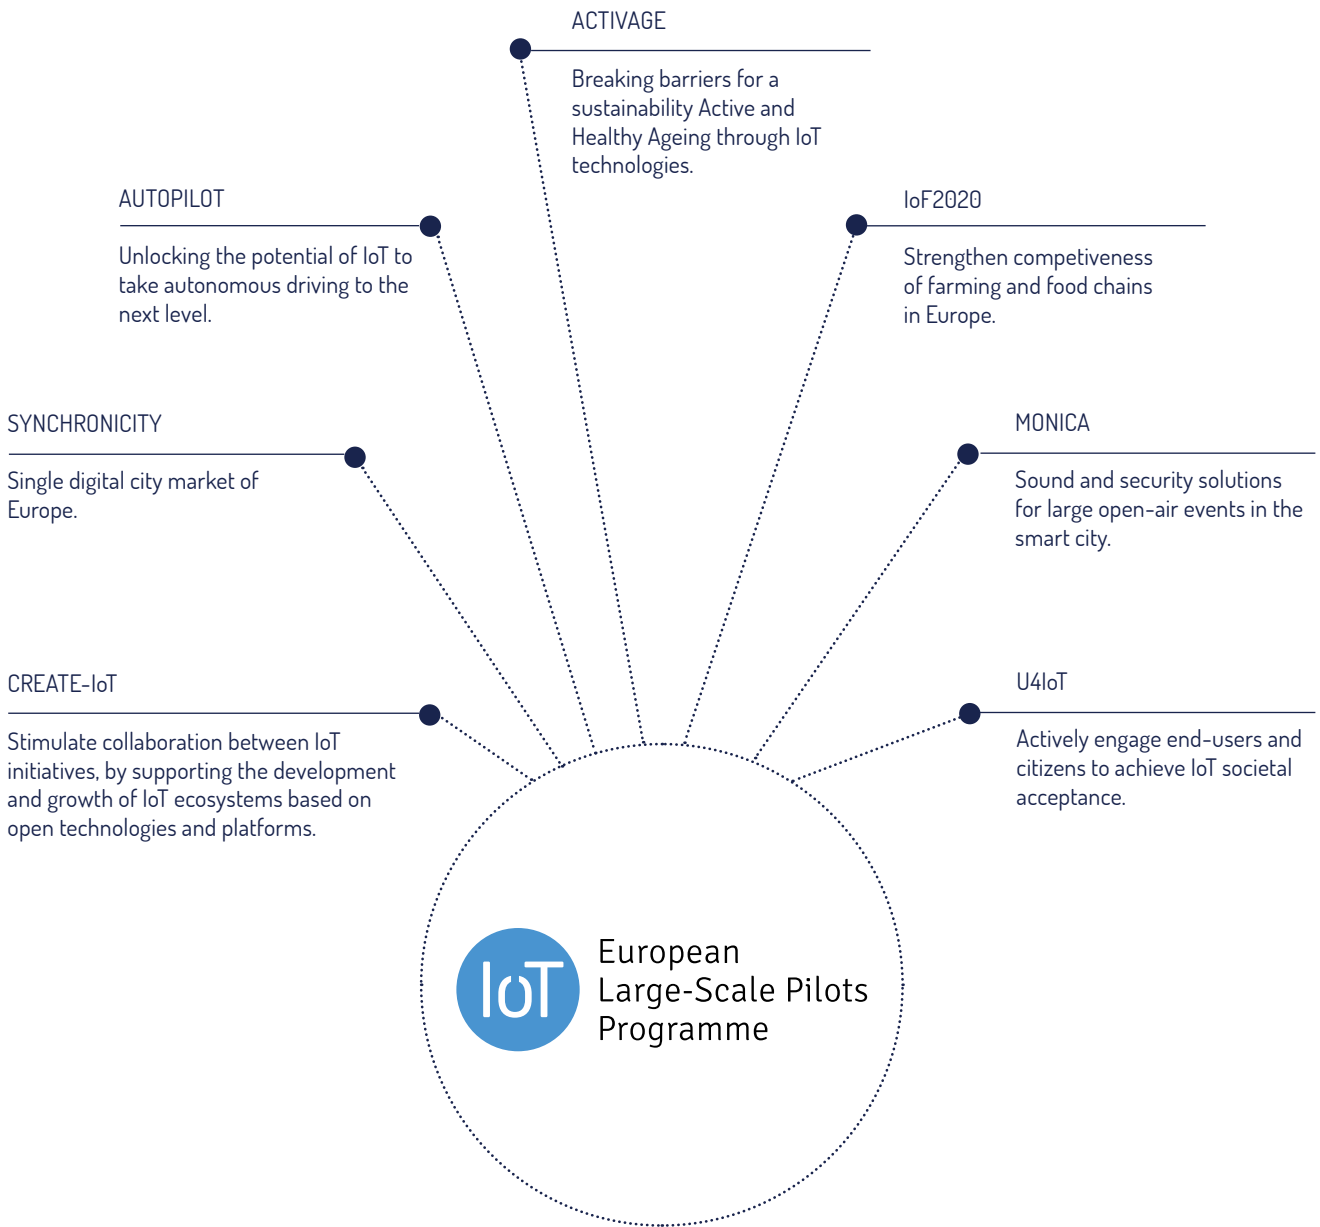 ACTIVAGE
Breaking barriers for a
sustainability Active and
Healthy Ageing through IoT
technologies.
AUTOPILOT
Unlocking the potential of IoT to
take autonomous driving to the
next level.
IoF2020
Strengthen competiveness
of farming and food chains
in Europe.
SYNCHRONICITY
Single digital city market of
Europe.
MONICA
Sound and security solutions
for large open-air events in the
smart city.
CREATE-IoT
Stimulate collaboration between IoT
initiatives, by supporting the development
and growth of IoT ecosystems based on
open technologies and platforms.
U4IoT
Actively engage end-users and
citizens to achieve IoT societal
acceptance.
IoT
European
Large-Scale Pilots
Programme